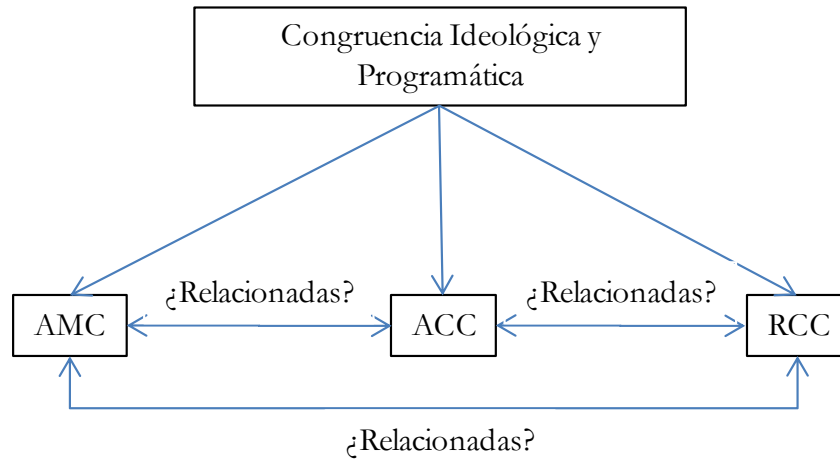 Congruencia Ideológica y
Programática
¿Relacionadas?
¿Relacionadas?
AMC
ACC
RCC
¿Relacionadas?